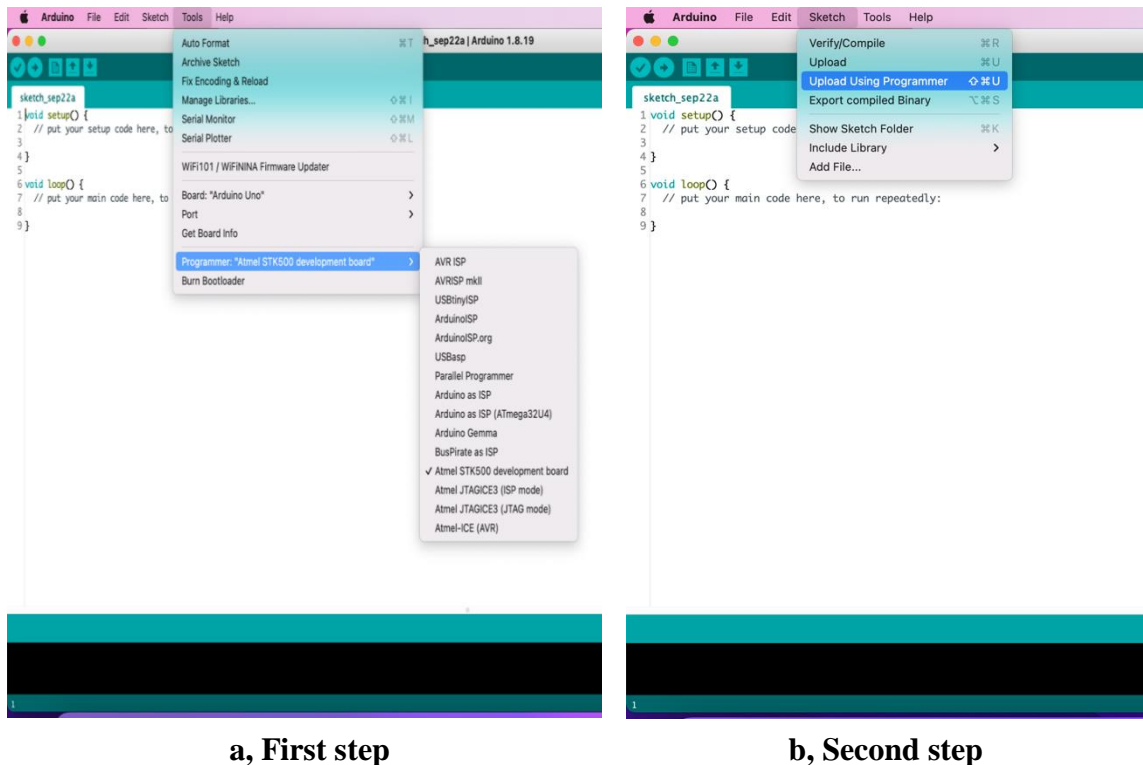 Arduino File Edit Sketch Tools Help
h_sep22a | Arduino 1.8.19
sketch_sep22a
1 void setup() {
2 // put your setup code here, to
3
4 }
5
6 void loop() {
7 // put your main code here, to
8
9 }
Auto Format ⌘T
Archive Sketch
Fix Encoding & Reload
Manage Libraries... ⇧⌘I
Serial Monitor ⇧⌘M
Serial Plotter ⇧⌘L
WiFi101 / WiFiNINA Firmware Updater
Board: "Arduino Uno" >
Port >
Get Board Info
Programmer: "Atmel STK500 development board" >
Burn Bootloader
AVR ISP
AVRISP mkII
USBtinyISP
ArduinoISP
ArduinoISP.org
USBasp
Parallel Programmer
Arduino as ISP
Arduino as ISP (ATmega32U4)
Arduino Gemma
BusPirate as ISP
✓ Atmel STK500 development board
Atmel JTAGICE3 (ISP mode)
Atmel JTAGICE3 (JTAG mode)
Atmel-ICE (AVR)
1
a, First step
Arduino File Edit Sketch Tools Help
sketch_sep22a
1 void setup() {
2 // put your setup code
3
4 }
5
6 void loop() {
7 // put your main code here, to run repeatedly:
8
9 }
Verify/Compile ⌘R
Upload ⌘U
Upload Using Programmer ⇧⌘U
Export compiled Binary ⌥⌘S
Show Sketch Folder ⌘K
Include Library >
Add File...
1
b, Second step